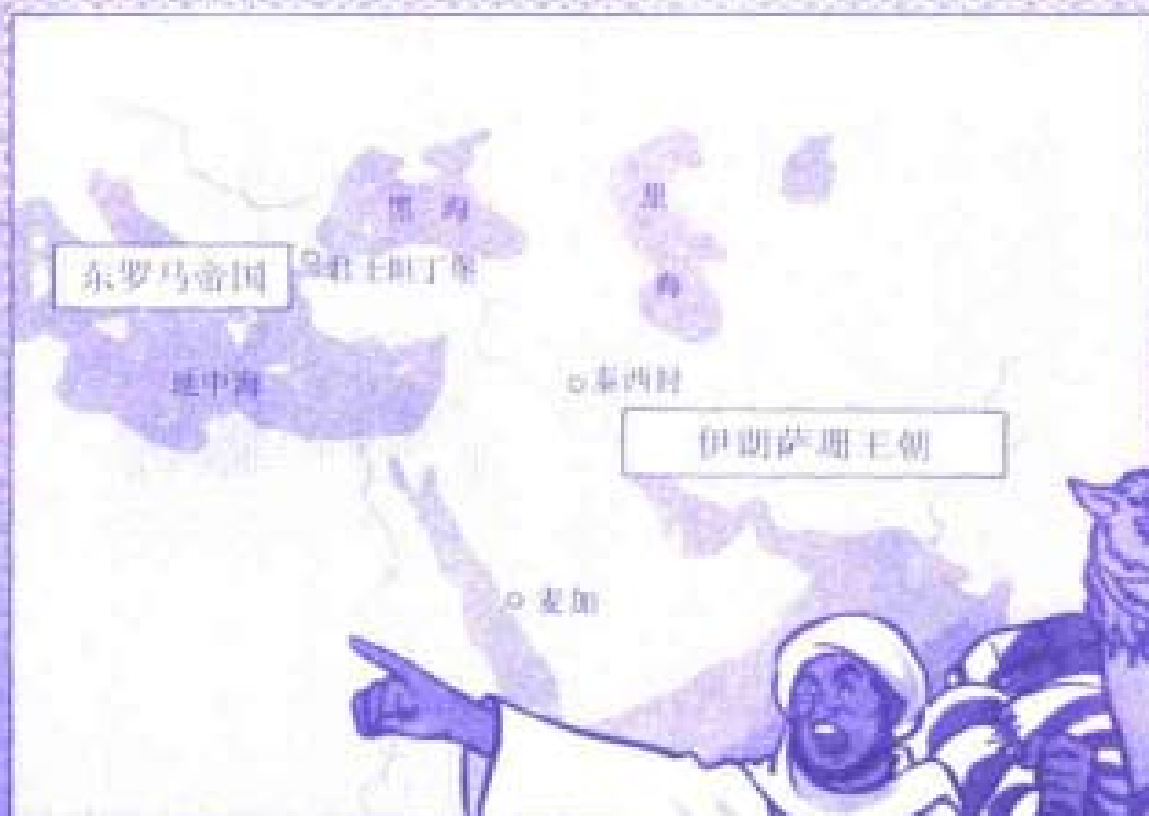 黑 海
里
海
东罗马帝国
君士坦丁堡
地中海
泰西封
伊朗萨珊王朝
麦加